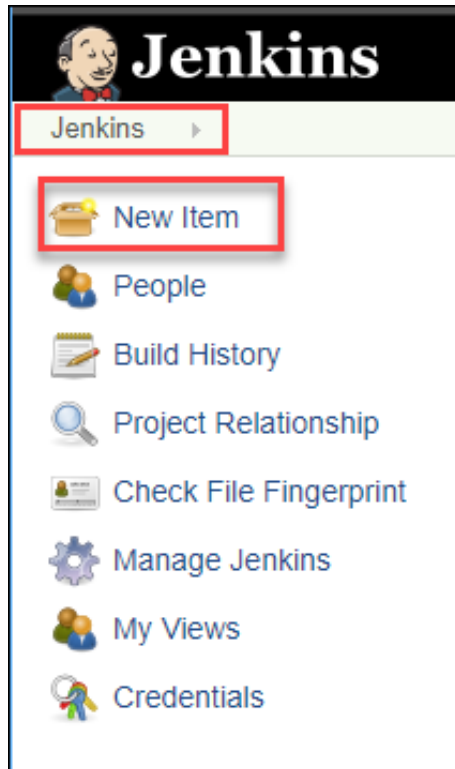 Jenkins
Jenkins
New Item
People
Build History
Project Relationship
Check File Fingerprint
Manage Jenkins
My Views
Credentials